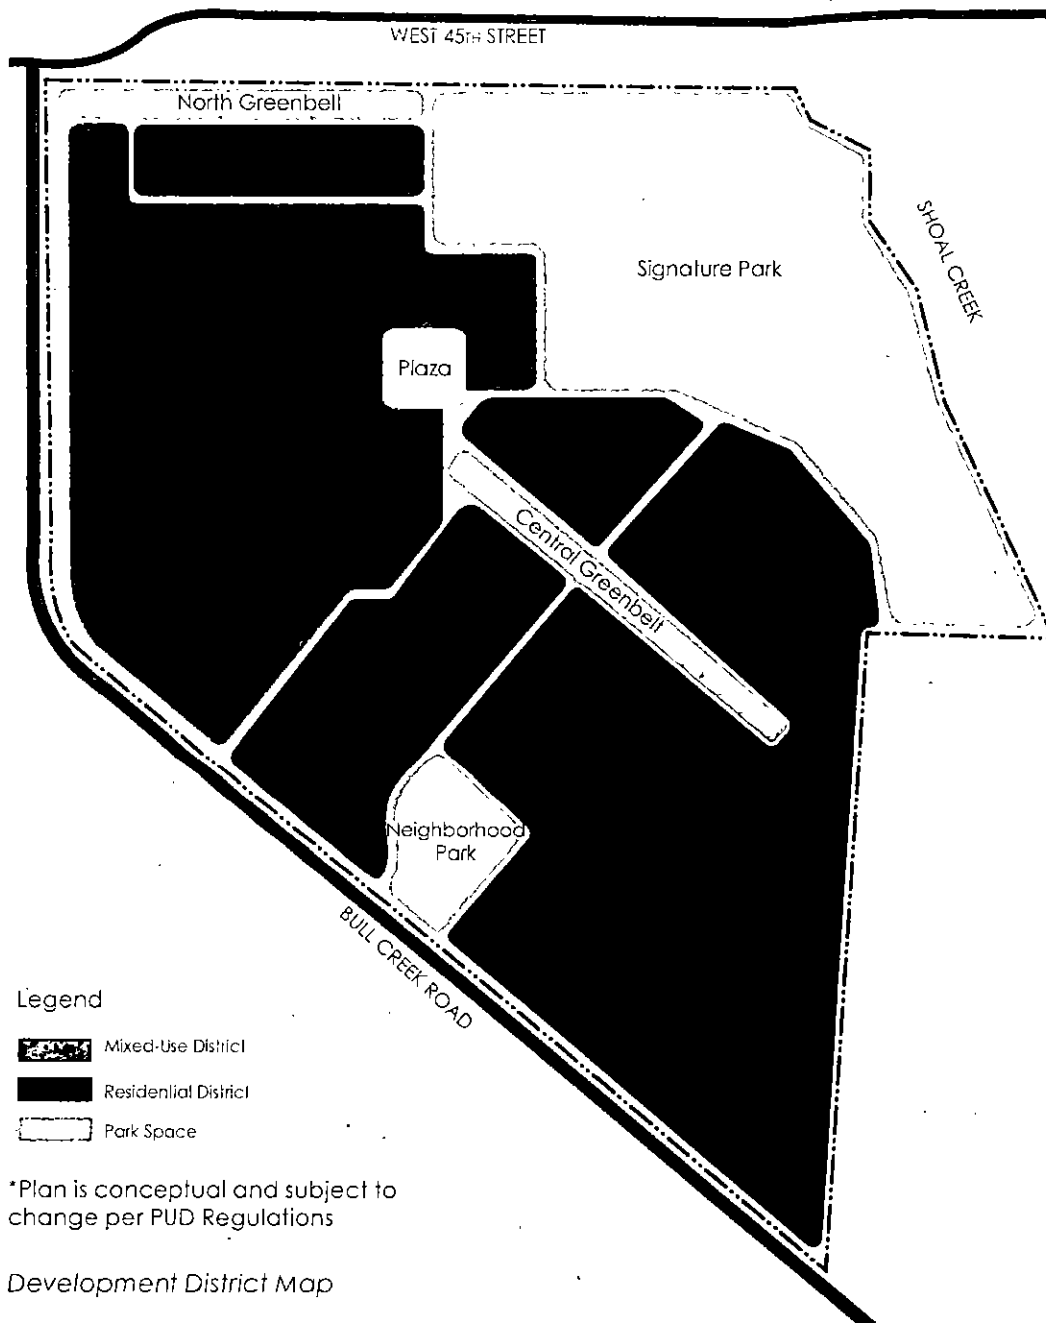 WEST 45TH STREET
North Greenbelt
SHOAL CREEK
Signature Park
Plaza
Central Greenbelt
Neighborhood
Park
BULL CREEK ROAD
Legend
Mixed-Use District
Residential District
Park Space
*Plan is conceptual and subject to
change per PUD Regulations
Development District Map